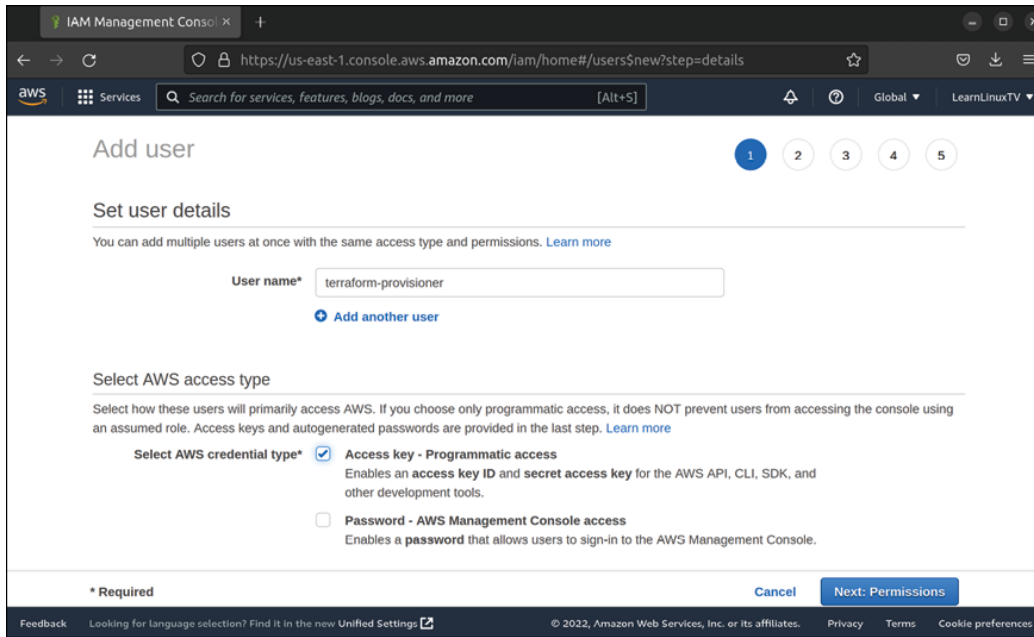 IAM Management Consol
https://us-east-1.console.aws.amazon.com/iam/home#/users$new?step=details
aws Services Search for services, features, blogs, docs, and more [Alt+S] Global LearnLinuxTV
Add user 1 2 3 4 5
Set user details
You can add multiple users at once with the same access type and permissions. Learn more
User name* terraform-provisioner
Add another user
Select AWS access type
Select how these users will primarily access AWS. If you choose only programmatic access, it does NOT prevent users from accessing the console using
an assumed role. Access keys and autogenerated passwords are provided in the last step. Learn more
Select AWS credential type* Access key - Programmatic access
Enables an access key ID and secret access key for the AWS API, CLI, SDK, and
other development tools.
Password - AWS Management Console access
Enables a password that allows users to sign-in to the AWS Management Console.
* Required Cancel Next: Permissions
Feedback Looking for language selection? Find it in the new Unified Settings © 2022, Amazon Web Services, Inc. or its affiliates. Privacy Terms Cookie preferences